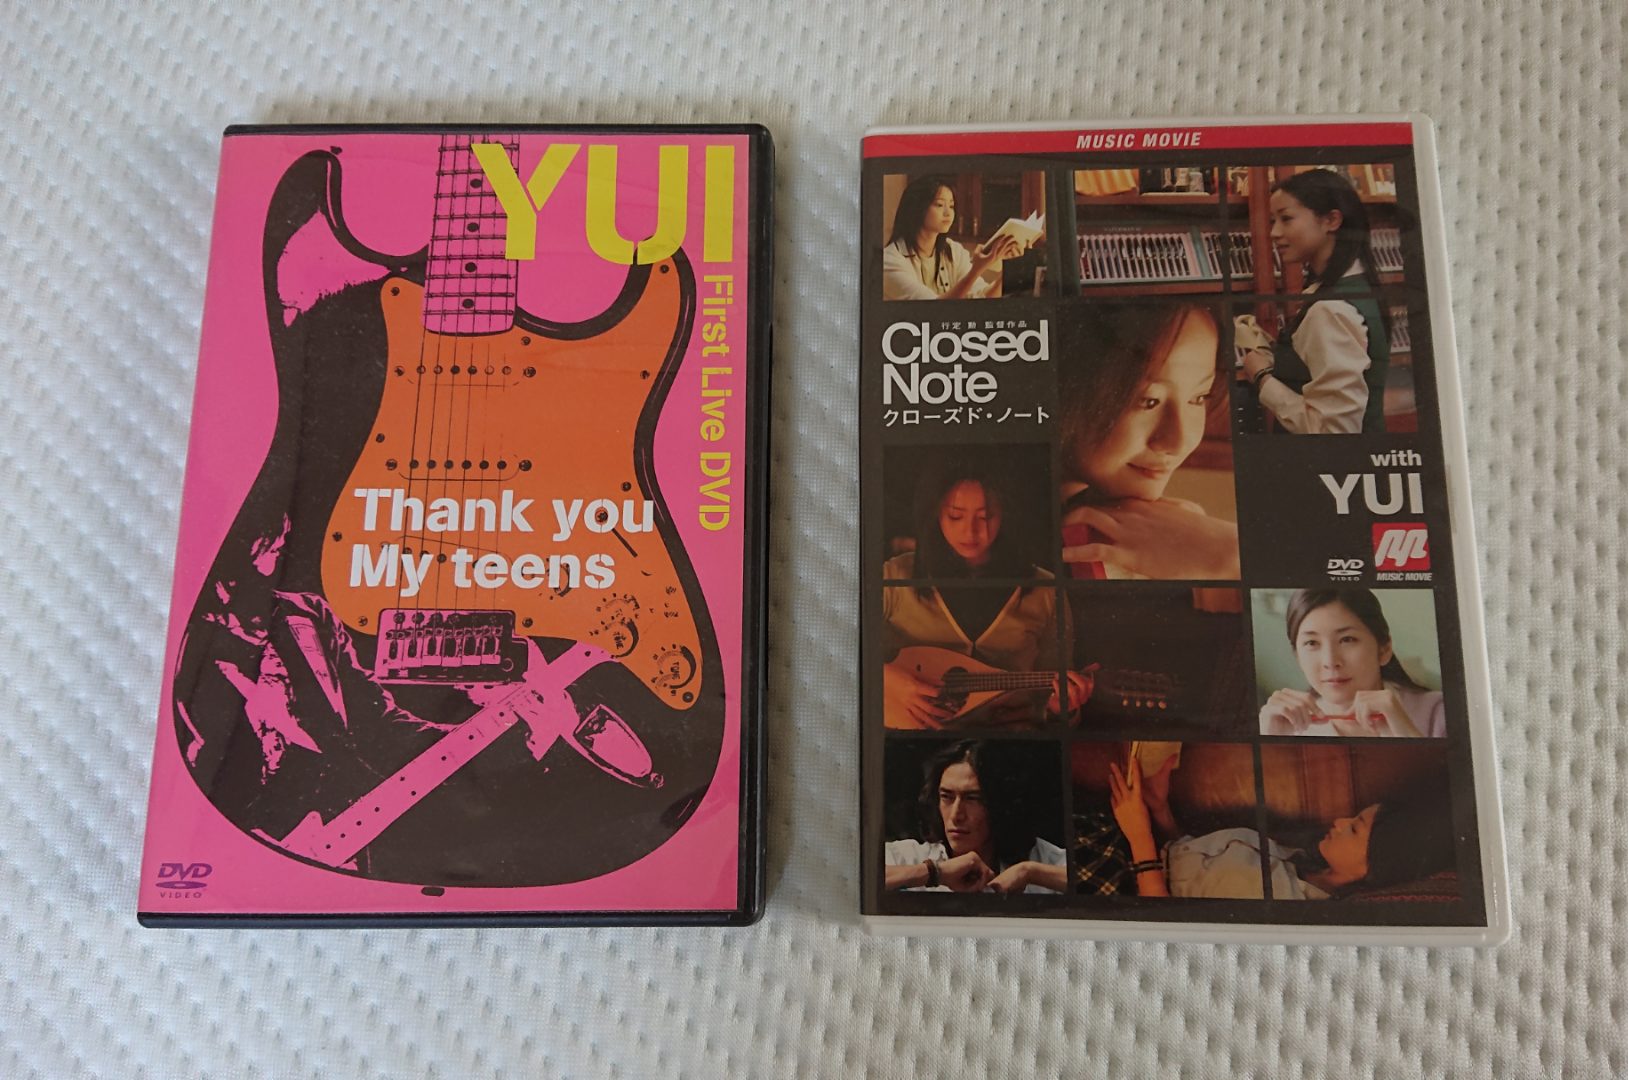 YUI
First Live DVD
Thank you
My teens
DVD
VIDEO
MUSIC MOVIE
行定 勲 監督作品
Closed
Note
クローズド・ノート
with
YUI
DVD
VIDEO
MUSIC MOVIE